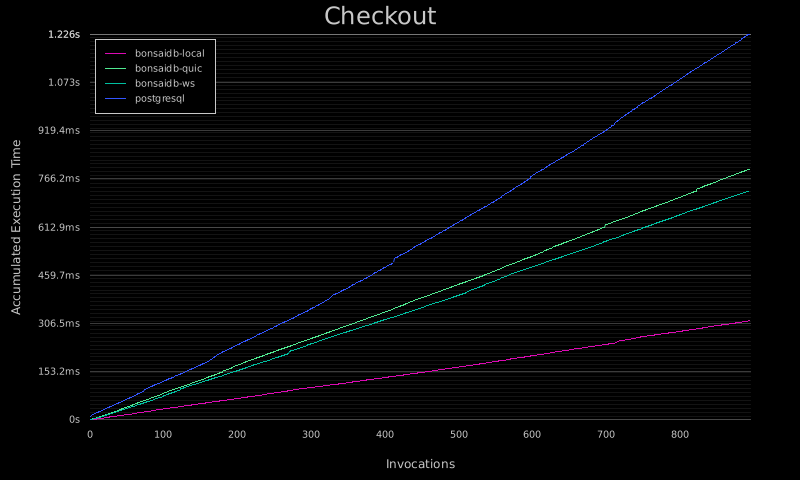 Checkout
1.226s
1.073s
919.4ms
766.2ms
612.9ms
459.7ms
306.5ms
153.2ms
0s
bonsaidb-local
bonsaidb-quic
bonsaidb-ws
postgresql
Accumulated Execution Time
0 100 200 300 400 500 600 700 800
Invocations